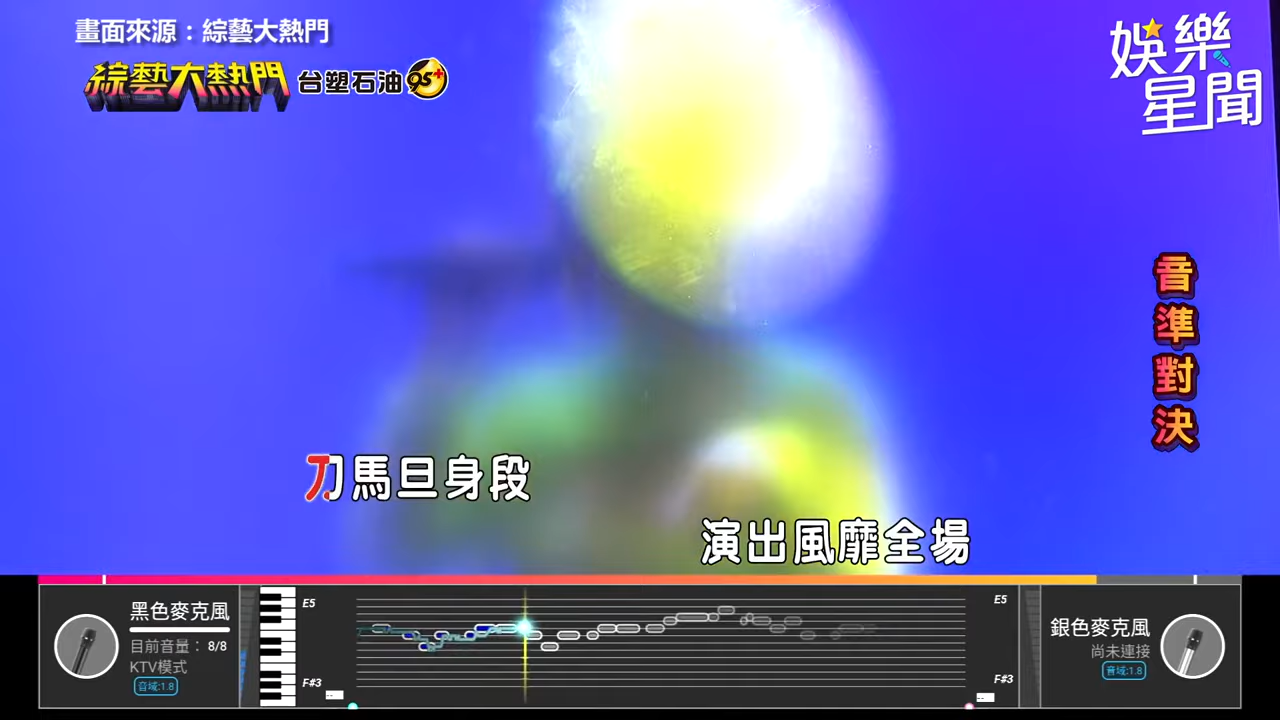 畫面來源：綜藝大熱門
綜藝大熱門 台塑石油 95+
娛樂星聞
音準對決
刀馬旦身段
演出風靡全場
黑色麥克風
目前音量： 8/8
KTV模式
音域:1.8
E5
F#3
E5
F#3
銀色麥克風
尚未連接
音域:1.8